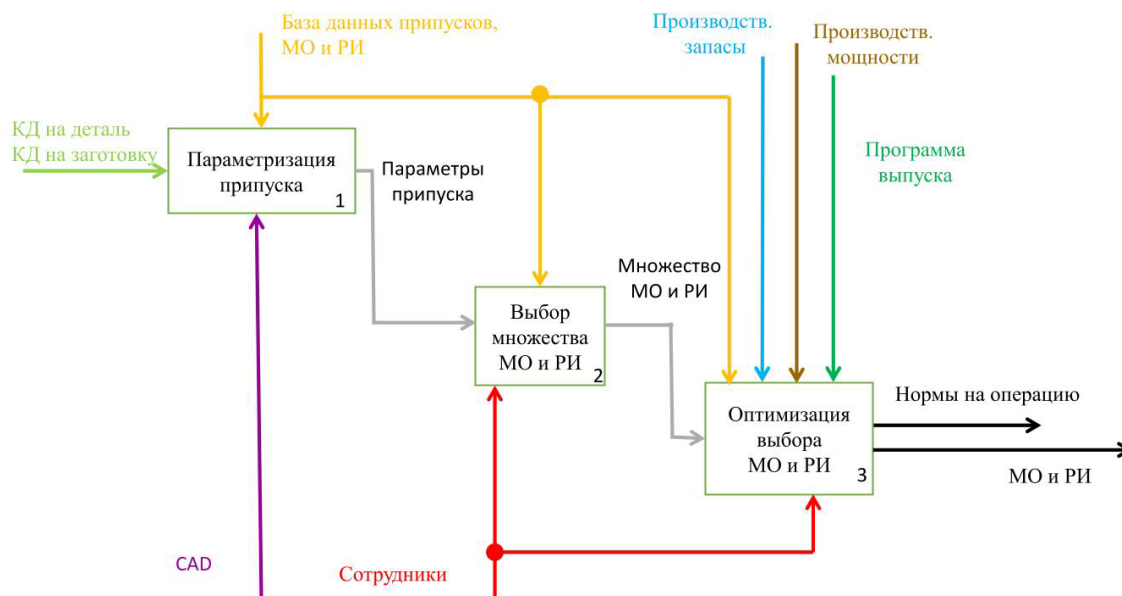 База данных припусков,
МО и РИ
Производств.
запасы
Производств.
мощности
КД на деталь
КД на заготовку
Параметризация
припуска
1
Параметры
припуска
Программа
выпуска
Множество
МО и РИ
Выбор
множества
МО и РИ
2
Оптимизация
выбора
МО и РИ
3
Нормы на операцию
МО и РИ
CAD
Сотрудники